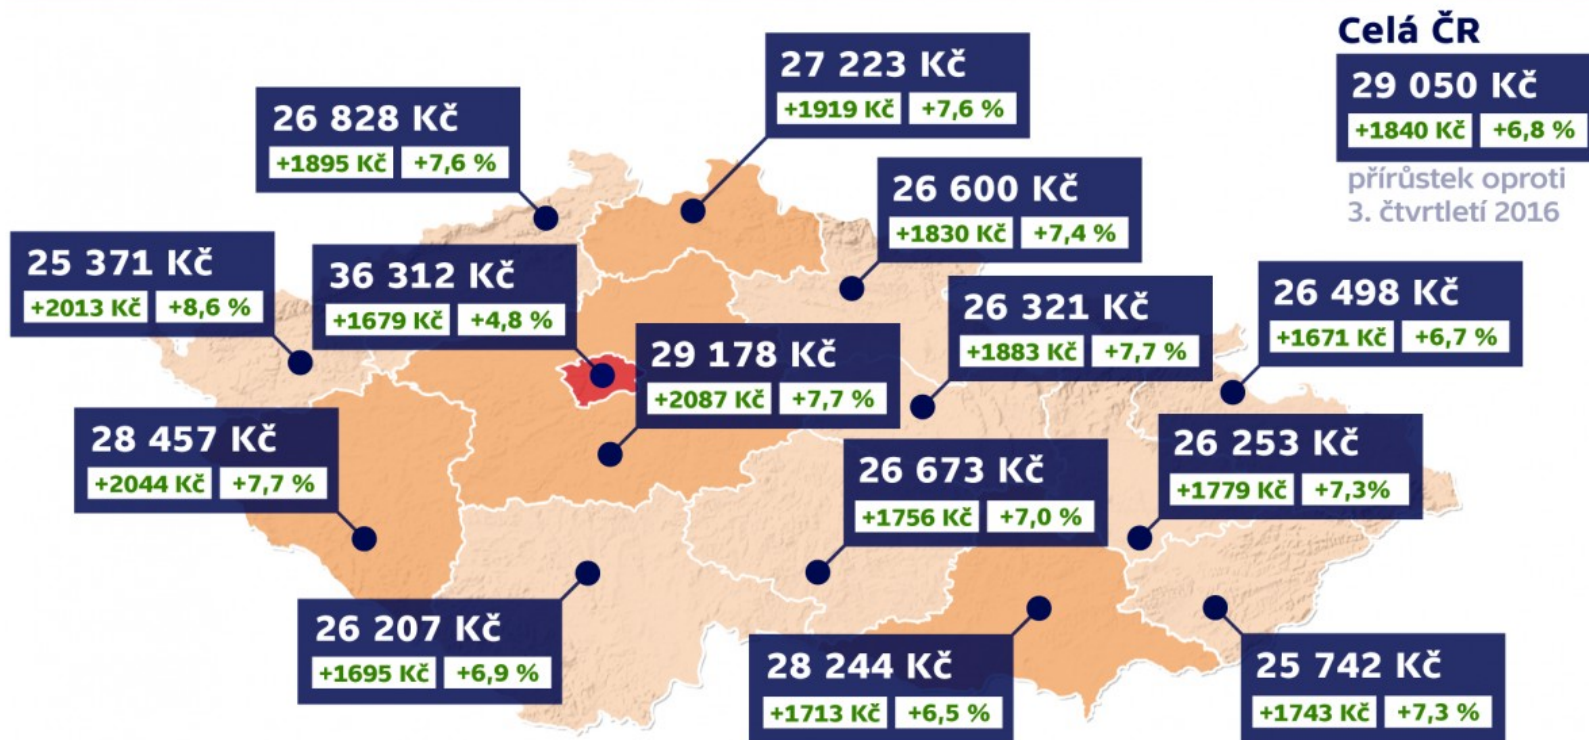 Celá ČR
29 050 Kč
+1840 Kč +6,8 %
přírůstek oproti
3. čtvrtletí 2016
27 223 Kč
+1919 Kč +7,6 %
26 828 Kč
+1895 Kč +7,6 %
26 600 Kč
+1830 Kč +7,4 %
25 371 Kč
+2013 Kč +8,6 %
36 312 Kč
+1679 Kč +4,8 %
26 321 Kč
+1883 Kč +7,7 %
26 498 Kč
+1671 Kč +6,7 %
29 178 Kč
+2087 Kč +7,7 %
28 457 Kč
+2044 Kč +7,7 %
26 673 Kč
+1756 Kč +7,0 %
26 253 Kč
+1779 Kč +7,3%
26 207 Kč
+1695 Kč +6,9 %
28 244 Kč
+1713 Kč +6,5 %
25 742 Kč
+1743 Kč +7,3 %